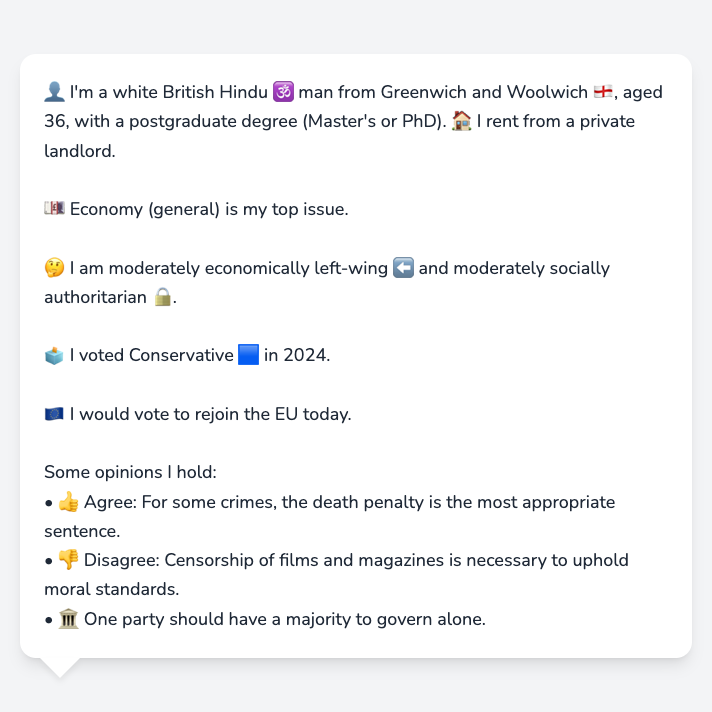 👤 I'm a white British Hindu 🕉️ man from Greenwich and Woolwich 🏴󠁧󠁢󠁥󠁮󠁧󠁿, aged
36, with a postgraduate degree (Master's or PhD). 🏠 I rent from a private
landlord.
💷 Economy (general) is my top issue.
🤔 I am moderately economically left-wing ⬅️ and moderately socially
authoritarian 🔒.
🗳️ I voted Conservative 🟦 in 2024.
🇪🇺 I would vote to rejoin the EU today.
Some opinions I hold:
• 👍 Agree: For some crimes, the death penalty is the most appropriate
sentence.
• 👎 Disagree: Censorship of films and magazines is necessary to uphold
moral standards.
• 🏛️ One party should have a majority to govern alone.